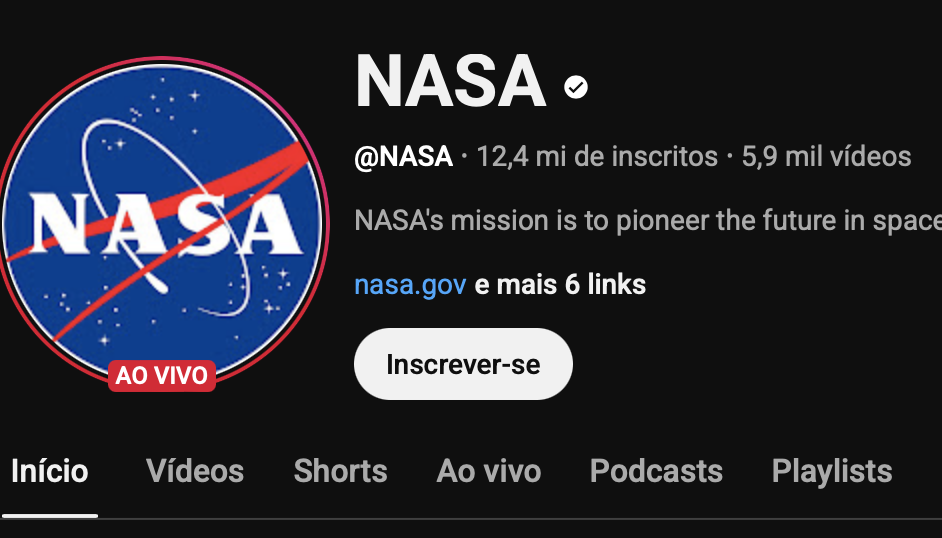 NASA
NASA
@NASA · 12,4 mi de inscritos · 5,9 mil vídeos
NASA's mission is to pioneer the future in space
nasa.gov e mais 6 links
Inscrever-se
AO VIVO
Início Vídeos Shorts Ao vivo Podcasts Playlists